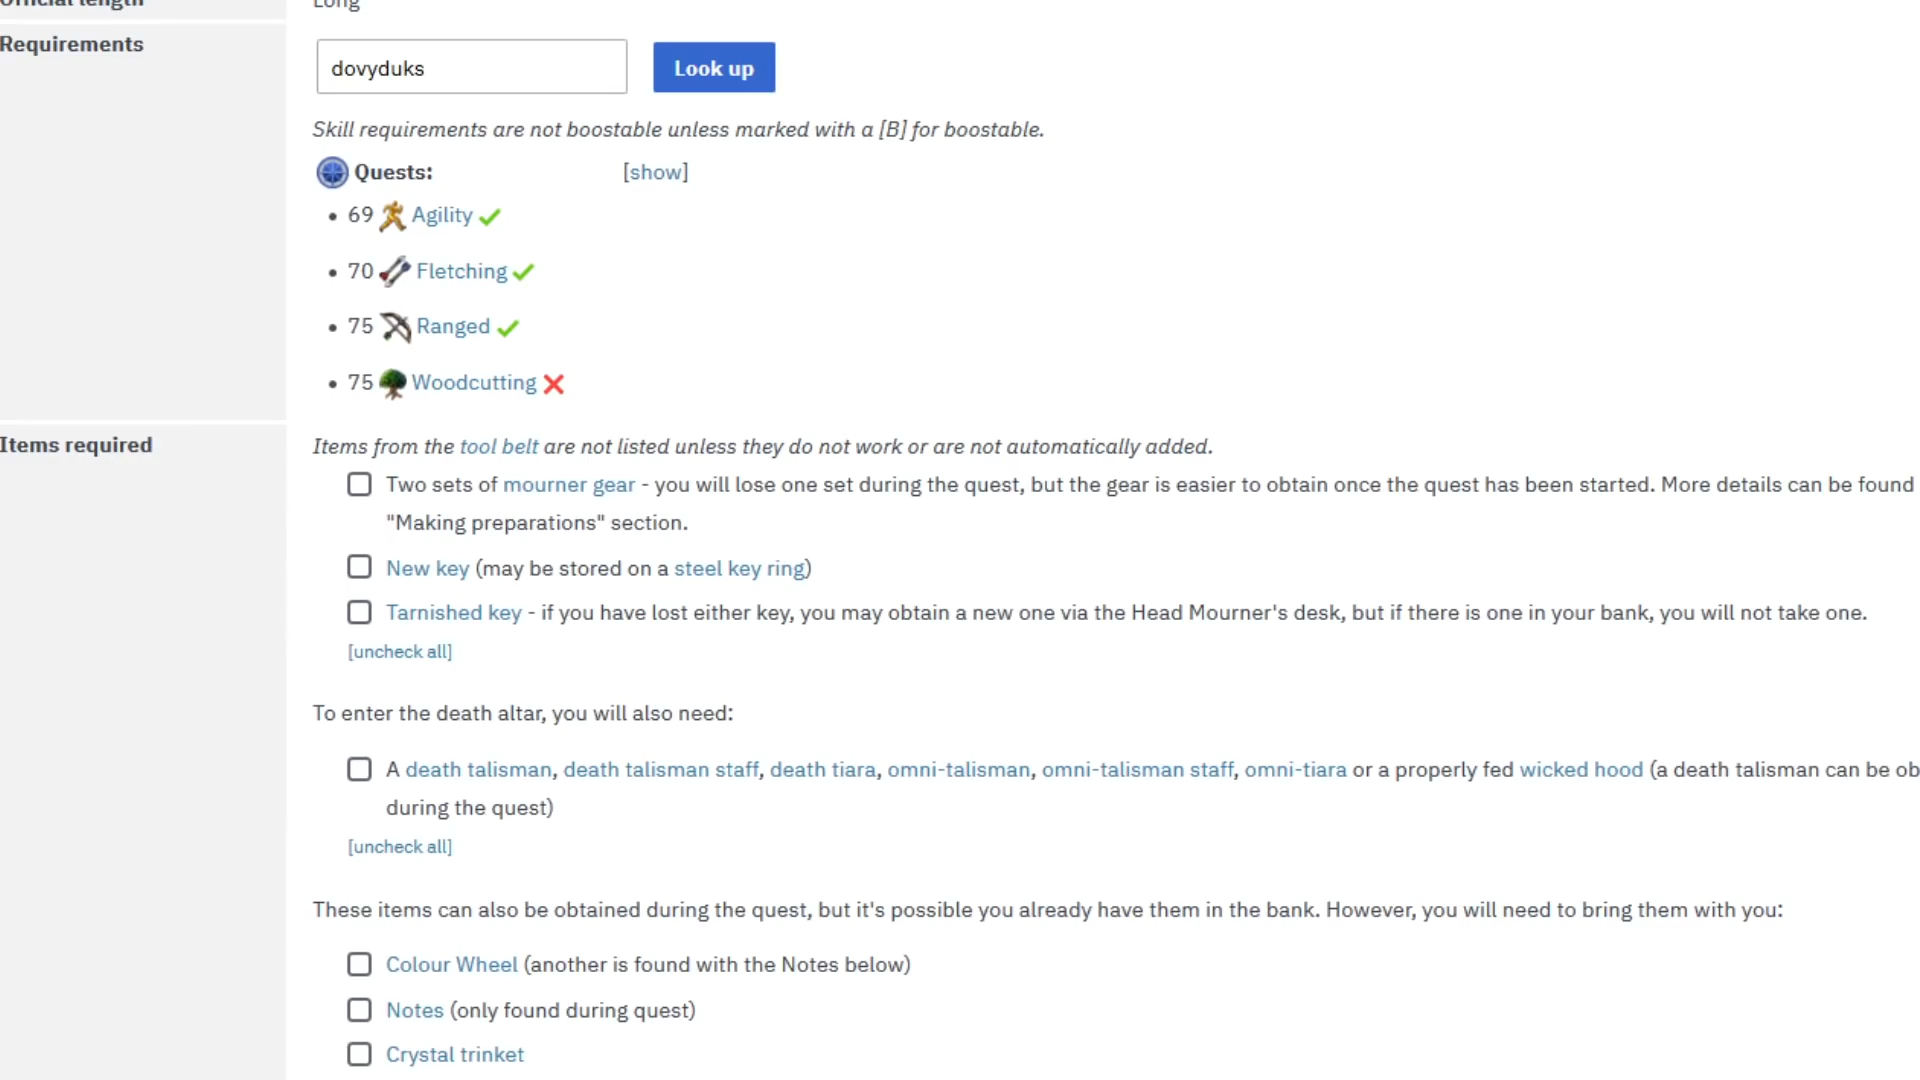 Official length
Long
Requirements
dovyduks
Look up
Skill requirements are not boostable unless marked with a [B] for boostable.
Quests: [show]
• 69 Agility
• 70 Fletching
• 75 Ranged
• 75 Woodcutting
Items required
Items from the tool belt are not listed unless they do not work or are not automatically added.
Two sets of mourner gear - you will lose one set during the quest, but the gear is easier to obtain once the quest has been started. More details can be found
"Making preparations" section.
New key (may be stored on a steel key ring)
Tarnished key - if you have lost either key, you may obtain a new one via the Head Mourner's desk, but if there is one in your bank, you will not take one.
[uncheck all]
To enter the death altar, you will also need:
A death talisman, death talisman staff, death tiara, omni-talisman, omni-talisman staff, omni-tiara or a properly fed wicked hood (a death talisman can be ob
during the quest)
[uncheck all]
These items can also be obtained during the quest, but it's possible you already have them in the bank. However, you will need to bring them with you:
Colour Wheel (another is found with the Notes below)
Notes (only found during quest)
Crystal trinket